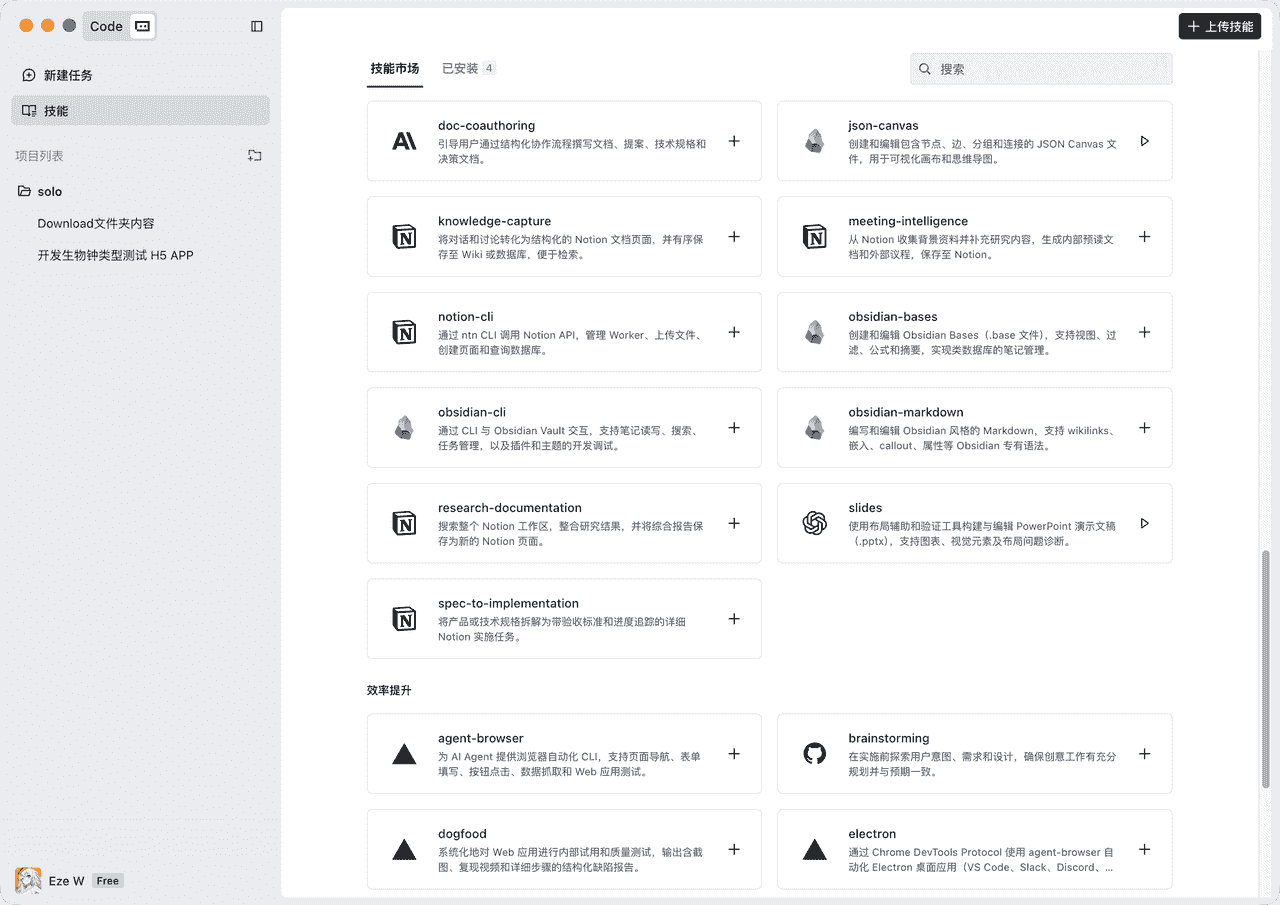 Code
新建任务
技能
项目列表
solo
Download文件夹内容
开发生物钟类型测试 H5 APP
Eze W Free
上传技能
技能市场 已安装 4
搜索
doc-coauthoring
引导用户通过结构化协作流程撰写文档、提案、技术规格和
决策文档。
json-canvas
创建和编辑包含节点、边、分组和连接的 JSON Canvas 文
件，用于可视化画布和思维导图。
knowledge-capture
将对话和讨论转化为结构化的 Notion 文档页面，并有序保
存至 Wiki 或数据库，便于检索。
meeting-intelligence
从 Notion 收集背景资料并补充研究内容，生成内部预读文
档和外部议程，保存至 Notion。
notion-cli
通过 ntn CLI 调用 Notion API，管理 Worker、上传文件、
创建页面和查询数据库。
obsidian-bases
创建和编辑 Obsidian Bases（.base 文件），支持视图、过
滤、公式和摘要，实现类数据库的笔记管理。
obsidian-cli
通过 CLI 与 Obsidian Vault 交互，支持笔记读写、搜索、
任务管理，以及插件和主题的开发调试。
obsidian-markdown
编写和编辑 Obsidian 风格的 Markdown，支持 wikilinks、
嵌入、callout、属性等 Obsidian 专有语法。
research-documentation
搜索整个 Notion 工作区，整合研究结果，并将综合报告保
存为新的 Notion 页面。
slides
使用布局辅助和验证工具构建与编辑 PowerPoint 演示文稿
（.pptx），支持图表、视觉元素及布局问题诊断。
spec-to-implementation
将产品或技术规格拆解为带验收标准和进度追踪的详细
Notion 实施任务。
效率提升
agent-browser
为 AI Agent 提供浏览器自动化 CLI，支持页面导航、表单
填写、按钮点击、数据抓取和 Web 应用测试。
brainstorming
在实施前探索用户意图、需求和设计，确保创意工作有充分
规划并与预期一致。
dogfood
系统化地对 Web 应用进行内部试用和质量测试，输出含截
图、复现视频和详细步骤的结构化缺陷报告。
electron
通过 Chrome DevTools Protocol 使用 agent-browser 自
动化 Electron 桌面应用（VS Code、Slack、Discord、...